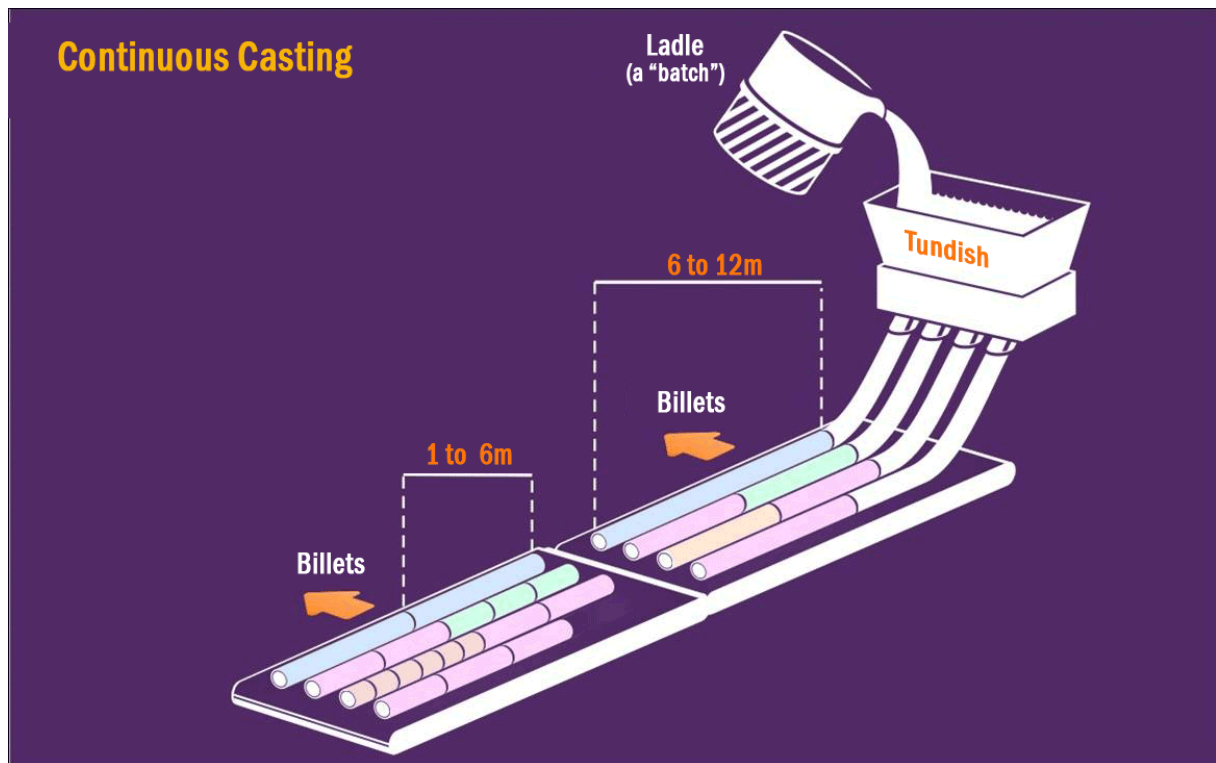 Continuous Casting
Ladle
(a “batch”)
Tundish
6 to 12m
Billets
1 to 6m
Billets